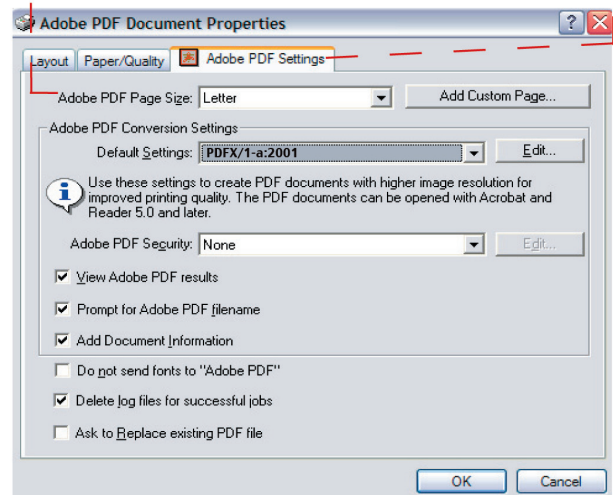 Adobe PDF Document Properties
Layout Paper/Quality Adobe PDF Settings
Adobe PDF Page Size: Letter Add Custom Page...
Adobe PDF Conversion Settings
Default Settings: PDFX/1-a:2001 Edit...
Use these settings to create PDF documents with higher image resolution for
improved printing quality. The PDF documents can be opened with Acrobat and
Reader 5.0 and later.
Adobe PDF Security: None Edit...
View Adobe PDF results
Prompt for Adobe PDF filename
Add Document Information
Do not send fonts to "Adobe PDF"
Delete log files for successful jobs
Ask to Replace existing PDF file
OK Cancel